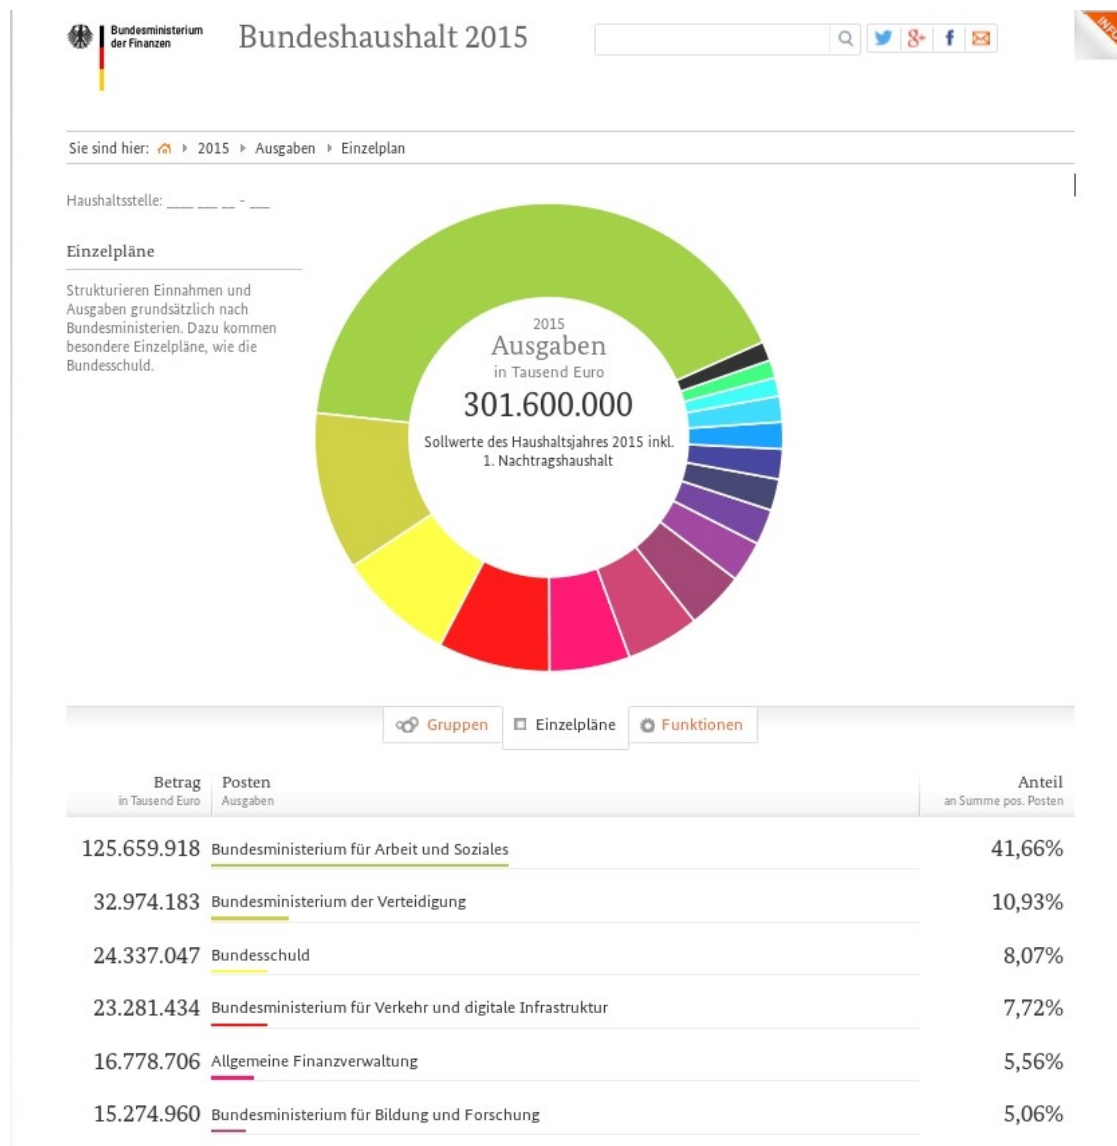 Bundesministerium
der Finanzen
Bundeshaushalt 2015
INFO
Sie sind hier: 2015 Ausgaben Einzelplan
Haushaltsstelle: ____ ___ __ - ___
Einzelpläne
Strukturieren Einnahmen und
Ausgaben grundsätzlich nach
Bundesministerien. Dazu kommen
besondere Einzelpläne, wie die
Bundesschuld.
2015
Ausgaben
in Tausend Euro
301.600.000
Sollwerte des Haushaltsjahres 2015 inkl.
1. Nachtragshaushalt
Gruppen Einzelpläne Funktionen
Betrag Posten Anteil
in Tausend Euro Ausgaben an Summe pos. Posten
125.659.918 Bundesministerium für Arbeit und Soziales 41,66%
32.974.183 Bundesministerium der Verteidigung 10,93%
24.337.047 Bundesschuld 8,07%
23.281.434 Bundesministerium für Verkehr und digitale Infrastruktur 7,72%
16.778.706 Allgemeine Finanzverwaltung 5,56%
15.274.960 Bundesministerium für Bildung und Forschung 5,06%